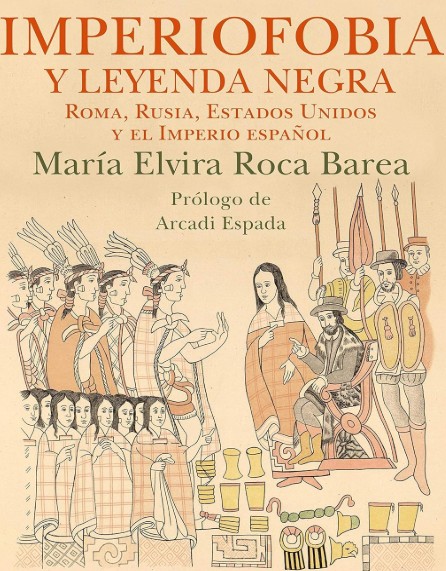 IMPERIOFOBIA
Y LEYENDA NEGRA
ROMA, RUSIA, ESTADOS UNIDOS
Y EL IMPERIO ESPAÑOL
María Elvira Roca Barea
Prólogo de
Arcadi Espada